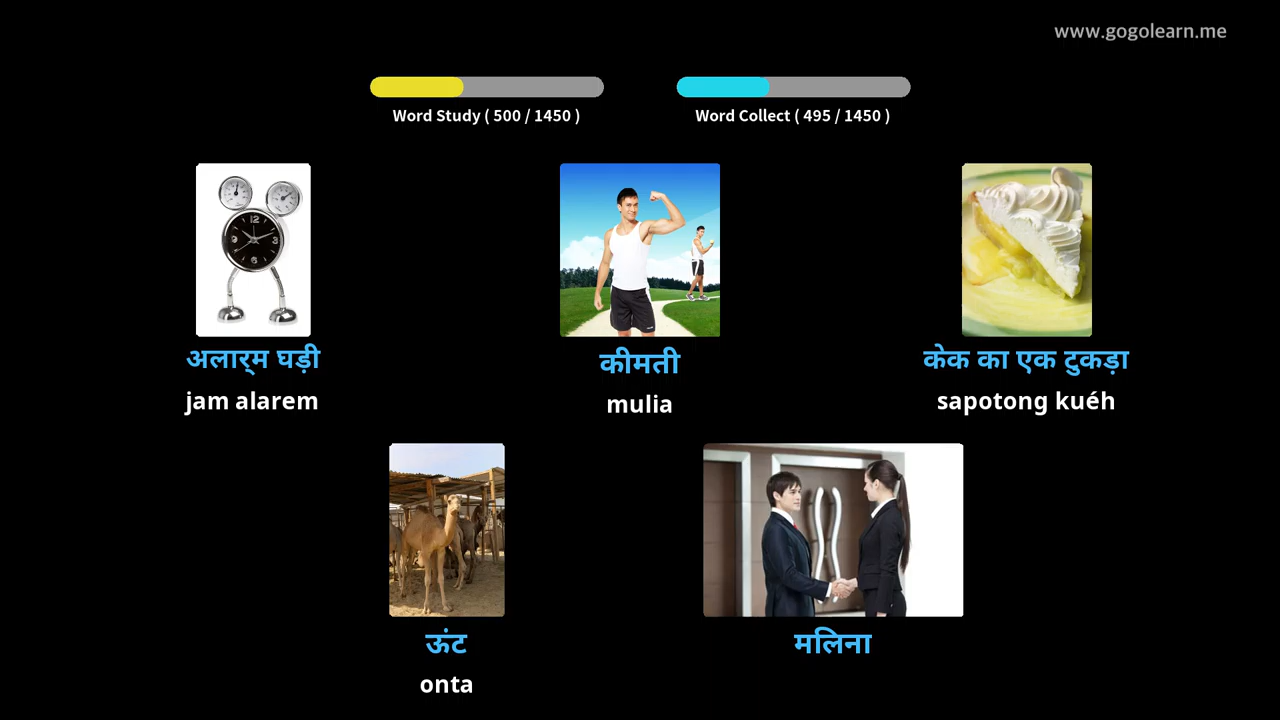 www.gogolearn.me
Word Study ( 500 / 1450 )
Word Collect ( 495 / 1450 )
अलार्म घड़ी
jam alarem
कीमती
mulia
केक का एक टुकड़ा
sapotong kuéh
ऊंट
onta
मलिना